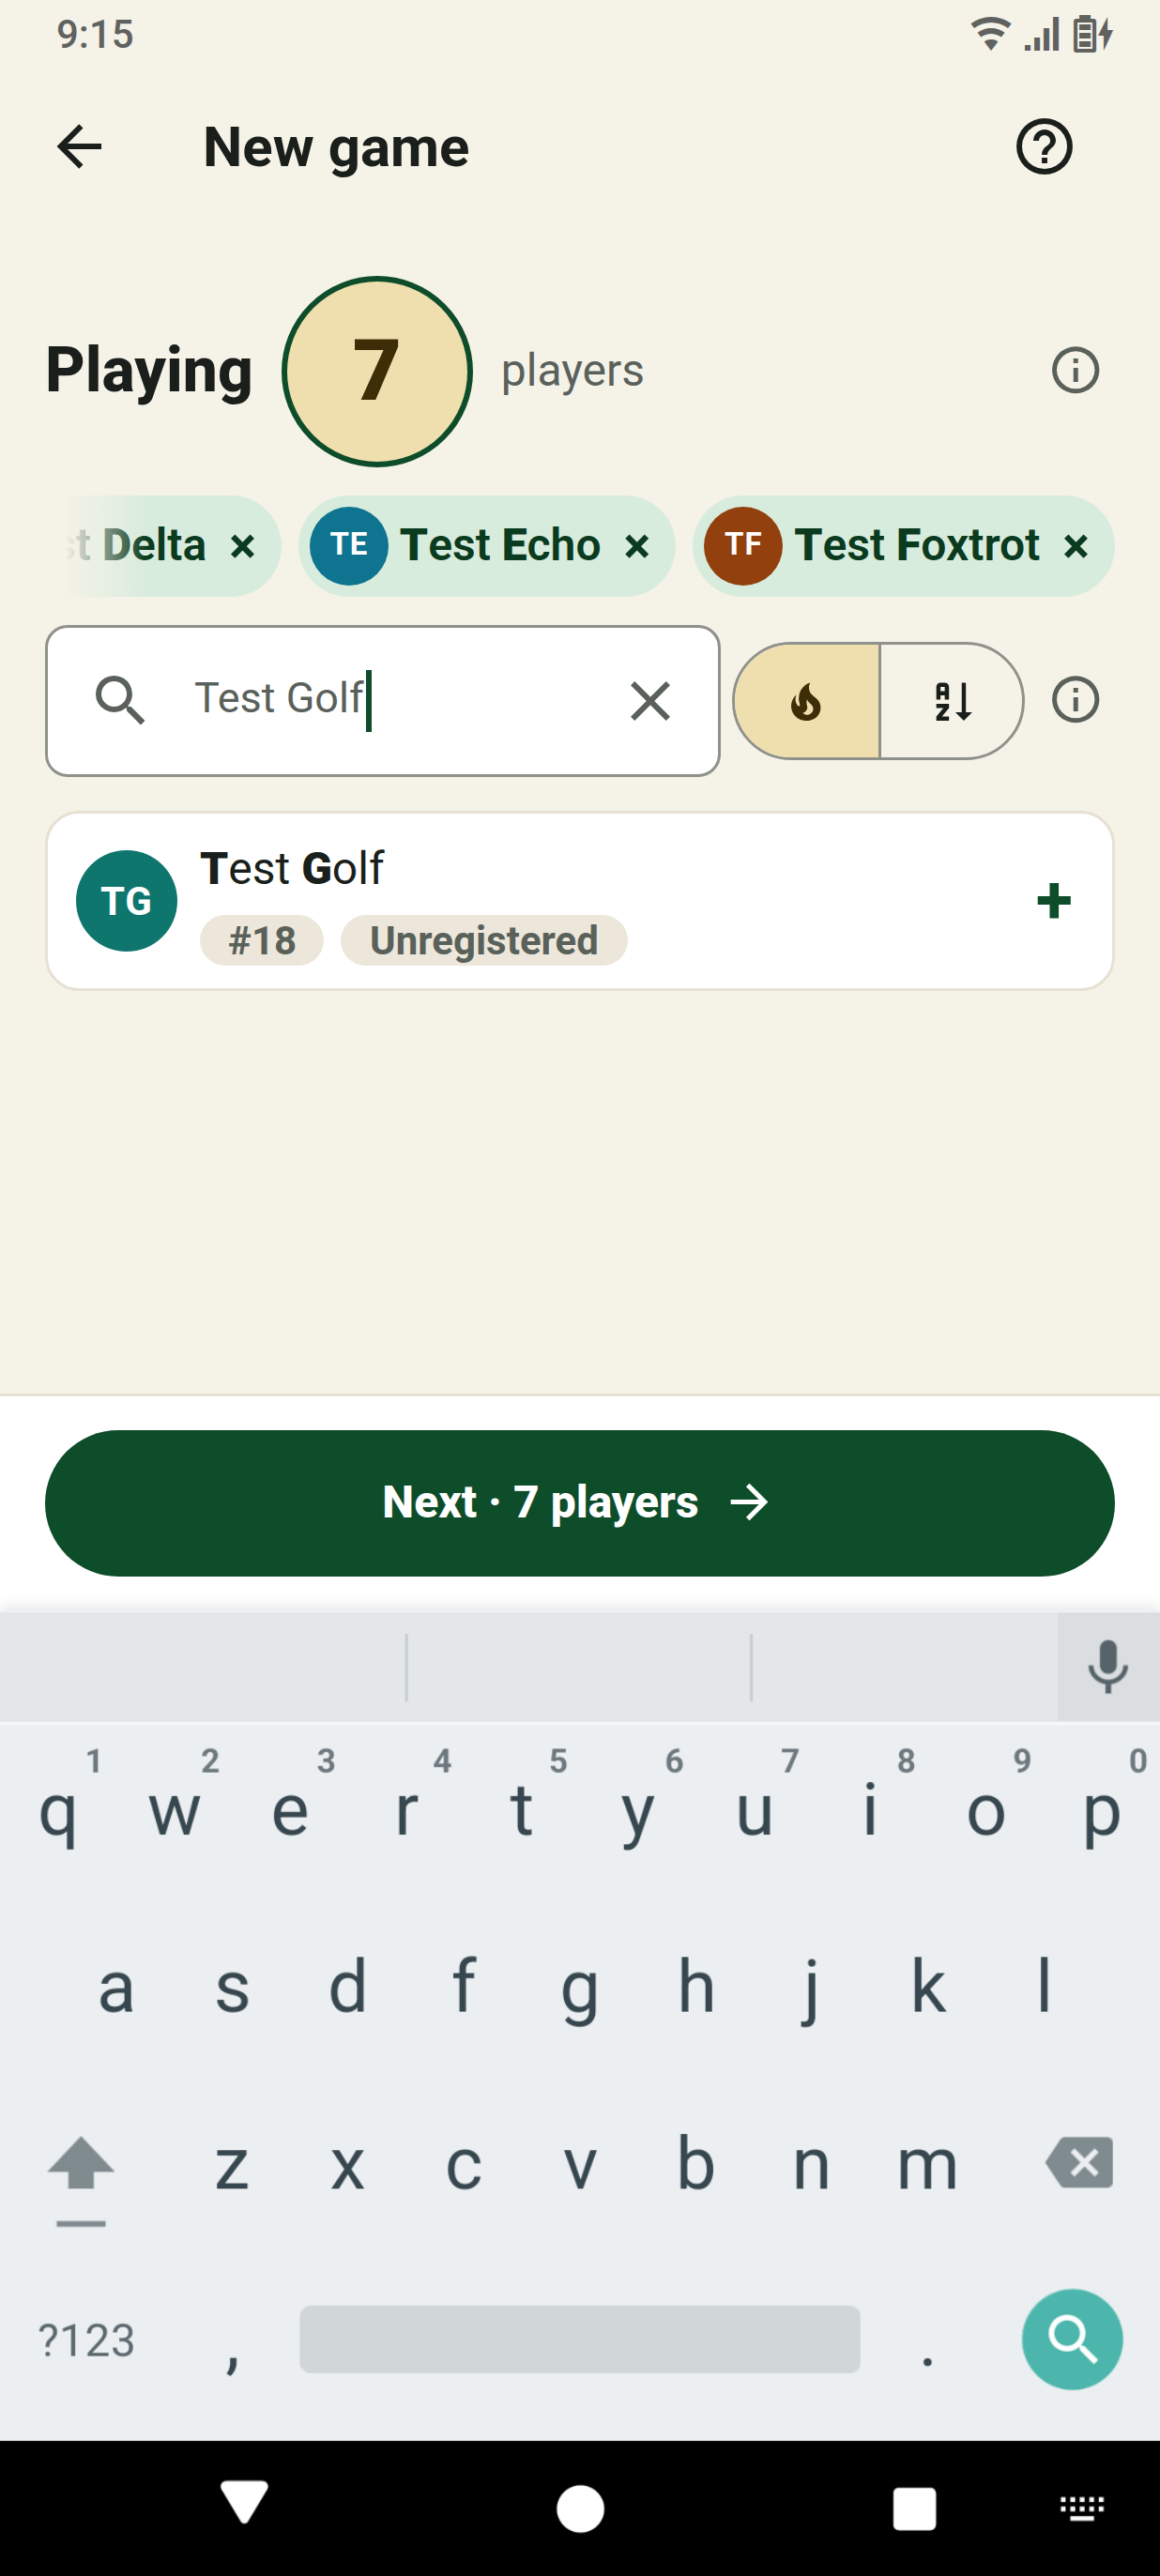 9:15
New game
Playing 7 players
st Delta × TE Test Echo × TF Test Foxtrot ×
Test Golf
A Z
TG Test Golf
#18 Unregistered
Next · 7 players
1 2 3 4 5 6 7 8 9 0
q w e r t y u i o p
a s d f g h j k l
z x c v b n m
?123 , .